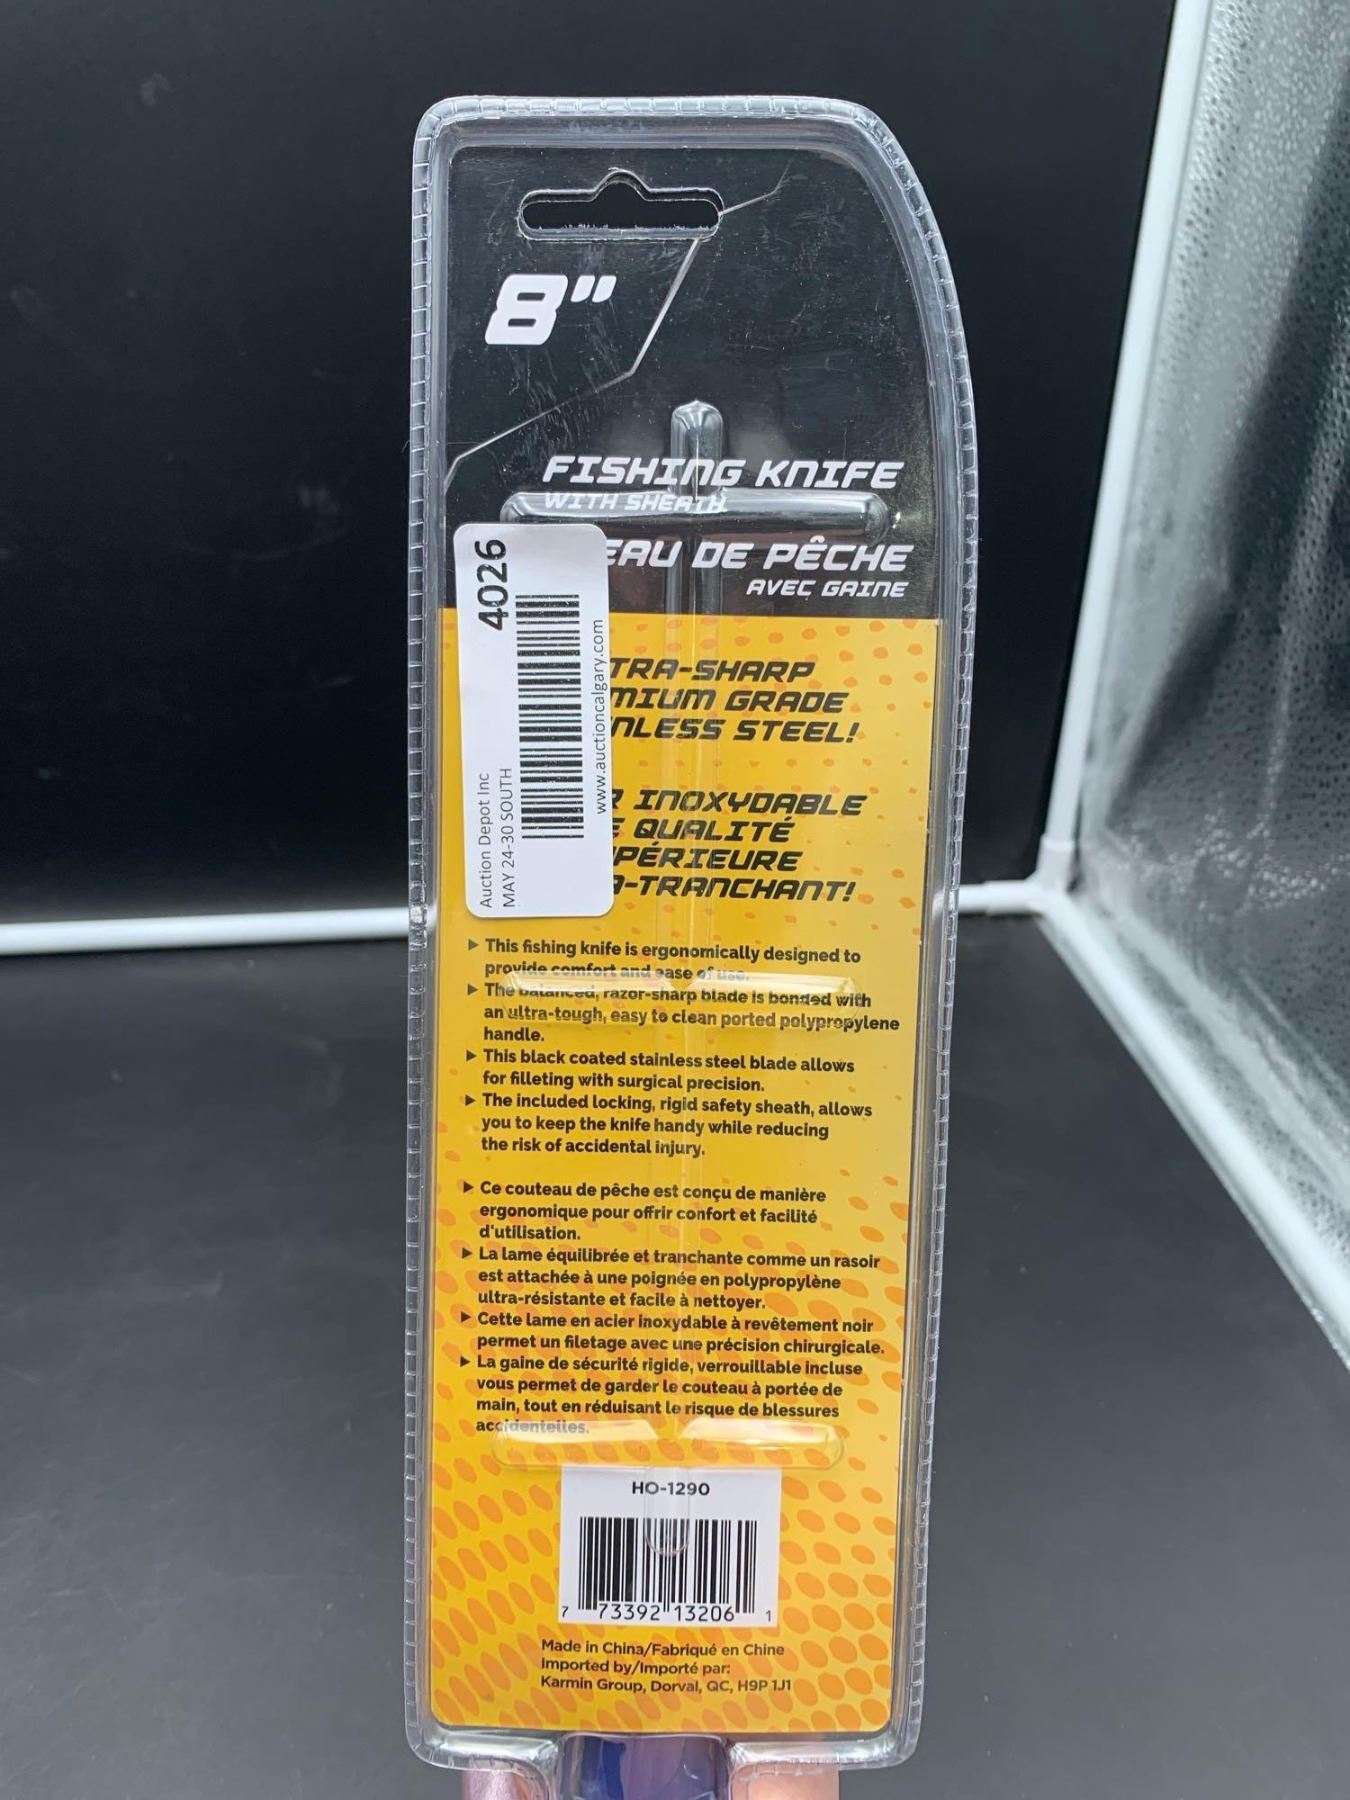 8"
FISHING KNIFE
WITH SHEATH
EAU DE PÊCHE
AVEC GAINE
4026
www.auctioncalgary.com
Auction Depot Inc
MAY 24-30 SOUTH
TRA-SHARP
MIUM GRADE
NLESS STEEL!
R INOXYDABLE
E QUALITÉ
PÉRIEURE
A-TRANCHANT!
▶ This fishing knife is ergonomically designed to
provide comfort and ease of use.
▶ The balanced, razor-sharp blade is bonded with
an ultra-tough, easy to clean ported polypropylene
handle.
▶ This black coated stainless steel blade allows
for filleting with surgical precision.
▶ The included locking, rigid safety sheath, allows
you to keep the knife handy while reducing
the risk of accidental injury.
▶ Ce couteau de pêche est conçu de manière
ergonomique pour offrir confort et facilité
d'utilisation.
▶ La lame équilibrée et tranchante comme un rasoir
est attachée à une poignée en polypropylène
ultra-résistante et facile à nettoyer.
▶ Cette lame en acier inoxydable à revêtement noir
permet un filetage avec une précision chirurgicale.
▶ La gaine de sécurité rigide, verrouillable incluse
vous permet de garder le couteau à portée de
main, tout en réduisant le risque de blessures
accidentelles.
HO-1290
7 73392 13206 1
Made in China/Fabriqué en Chine
Imported by/Importé par:
Karmin Group, Dorval, QC, H9P 1J1